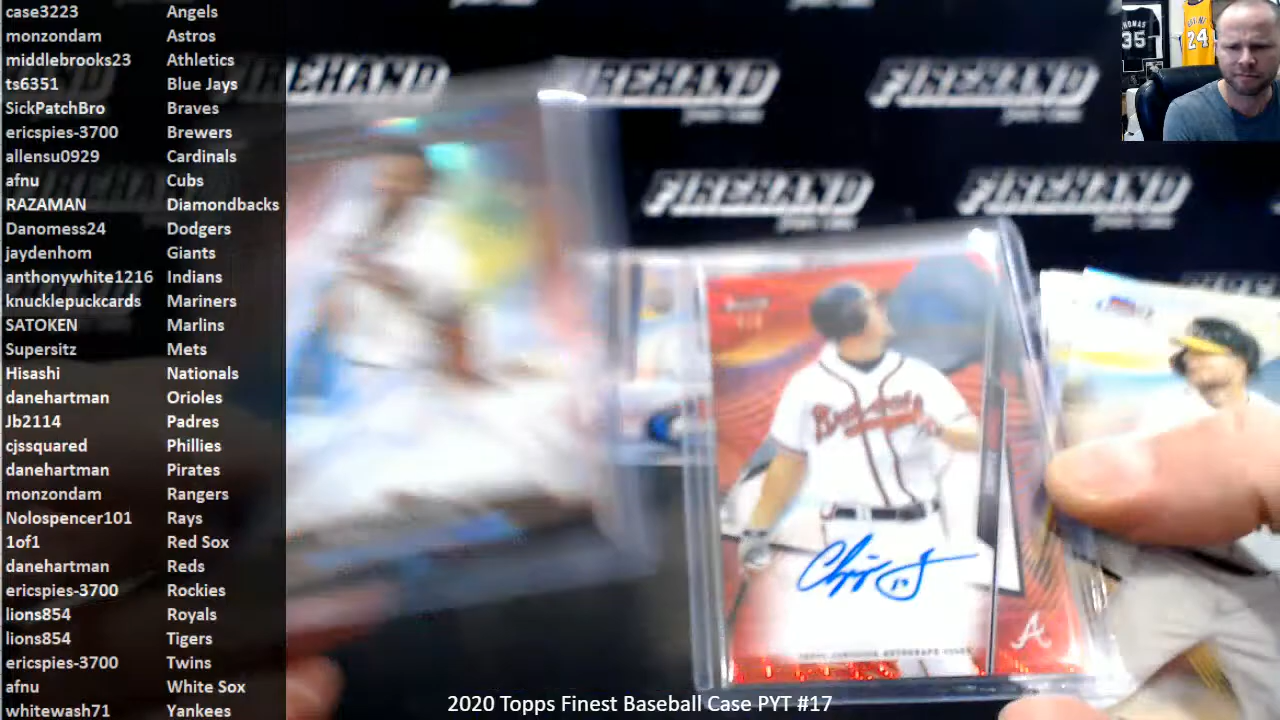 case3223 Angels
monzondam Astros
middlebrooks23 Athletics
ts6351 Blue Jays
SickPatchBro Braves
ericspies-3700 Brewers
allensu0929 Cardinals
afnu Cubs
RAZAMAN Diamondbacks
Danomess24 Dodgers
jaydenhom Giants
anthonywhite1216 Indians
knucklepuckcards Mariners
SATOKEN Marlins
Supersitz Mets
Hisashi Nationals
danehartman Orioles
Jb2114 Padres
cjssquared Phillies
danehartman Pirates
monzondam Rangers
Nolospencer101 Rays
1of1 Red Sox
danehartman Reds
ericspies-3700 Rockies
lions854 Royals
lions854 Tigers
ericspies-3700 Twins
afnu White Sox
whitewash71 Yankees
FIREHAND
FIREHAND
FIREHAND
FIREHAND
FIREHAND
35
24
Braves
A
2020 Topps Finest Baseball Case PYT #17